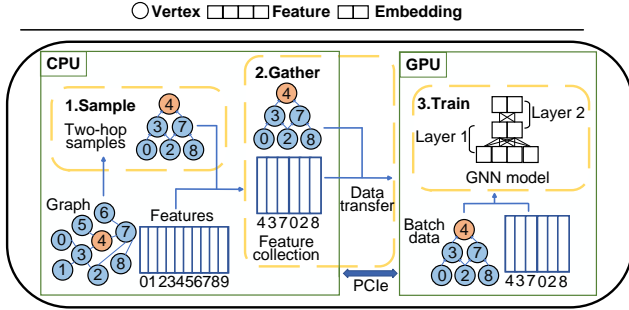 Vertex Feature Embedding
CPU
1.Sample
Two-hop
samples
4
3 7
0 2 8
Graph
6
5 7
0 4
3
1 2 8
Features
0123456789
2.Gather
4
3 7
0 2 8
437028
Feature
collection
Data
transfer
PCIe
GPU
3.Train
Layer 1
Layer 2
GNN model
Batch
data
4
3 7
0 2 8
437028